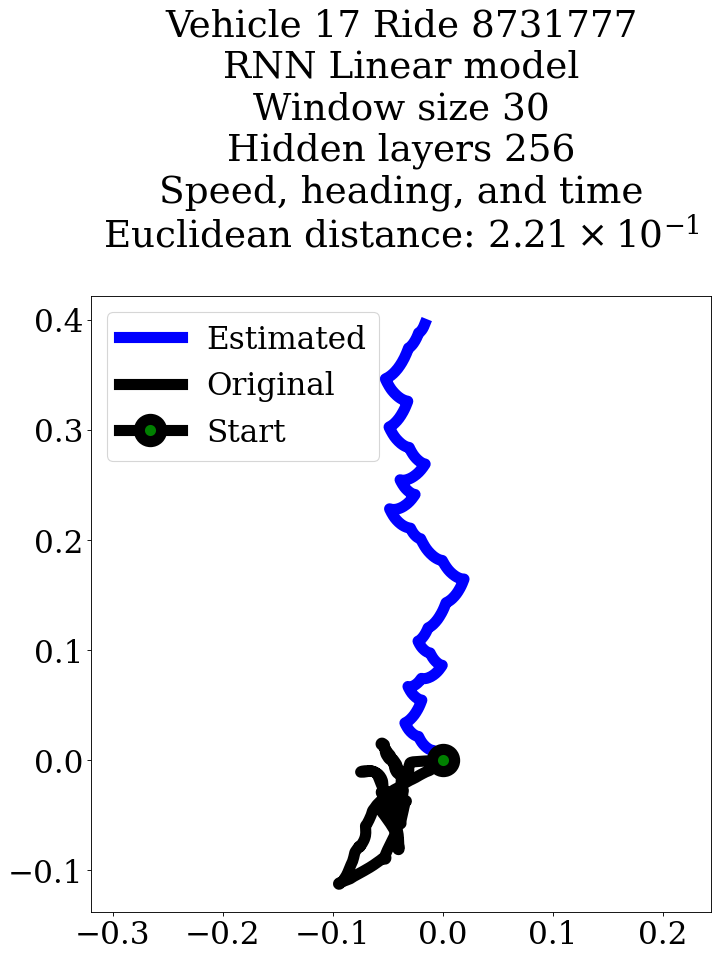 Vehicle 17 Ride 8731777
RNN Linear model
Window size 30
Hidden layers 256
Speed, heading, and time
Euclidean distance: 2.21 × 10⁻¹
Estimated
Original
Start
0.4
0.3
0.2
0.1
0.0
−0.1
−0.3
−0.2
−0.1
0.0
0.1
0.2